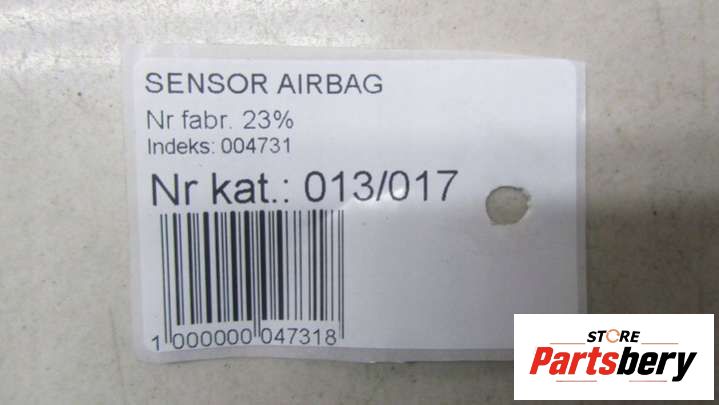 SENSOR AIRBAG
Nr fabr. 23%
Indeks: 004731
Nr kat.: 013/017
1 000000 047318
STORE
Partsbery